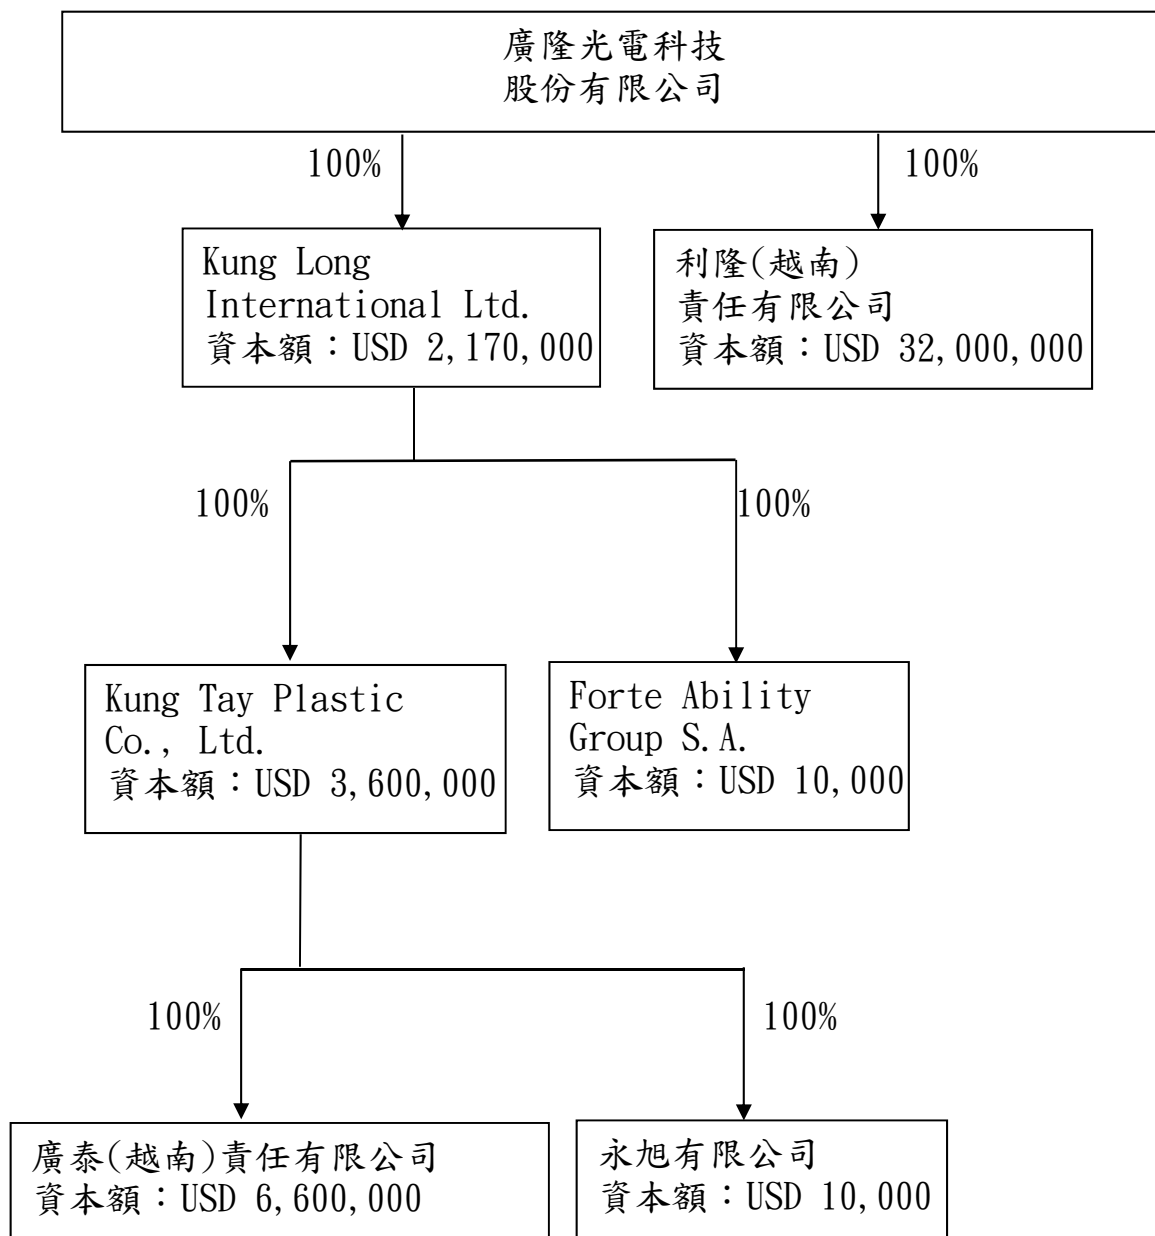 廣隆光電科技
股份有限公司
100%
100%
Kung Long
International Ltd.
資本額：USD 2,170,000
利隆(越南)
責任有限公司
資本額：USD 32,000,000
100%
100%
Kung Tay Plastic
Co., Ltd.
資本額：USD 3,600,000
Forte Ability
Group S.A.
資本額：USD 10,000
100%
100%
廣泰(越南)責任有限公司
資本額：USD 6,600,000
永旭有限公司
資本額：USD 10,000